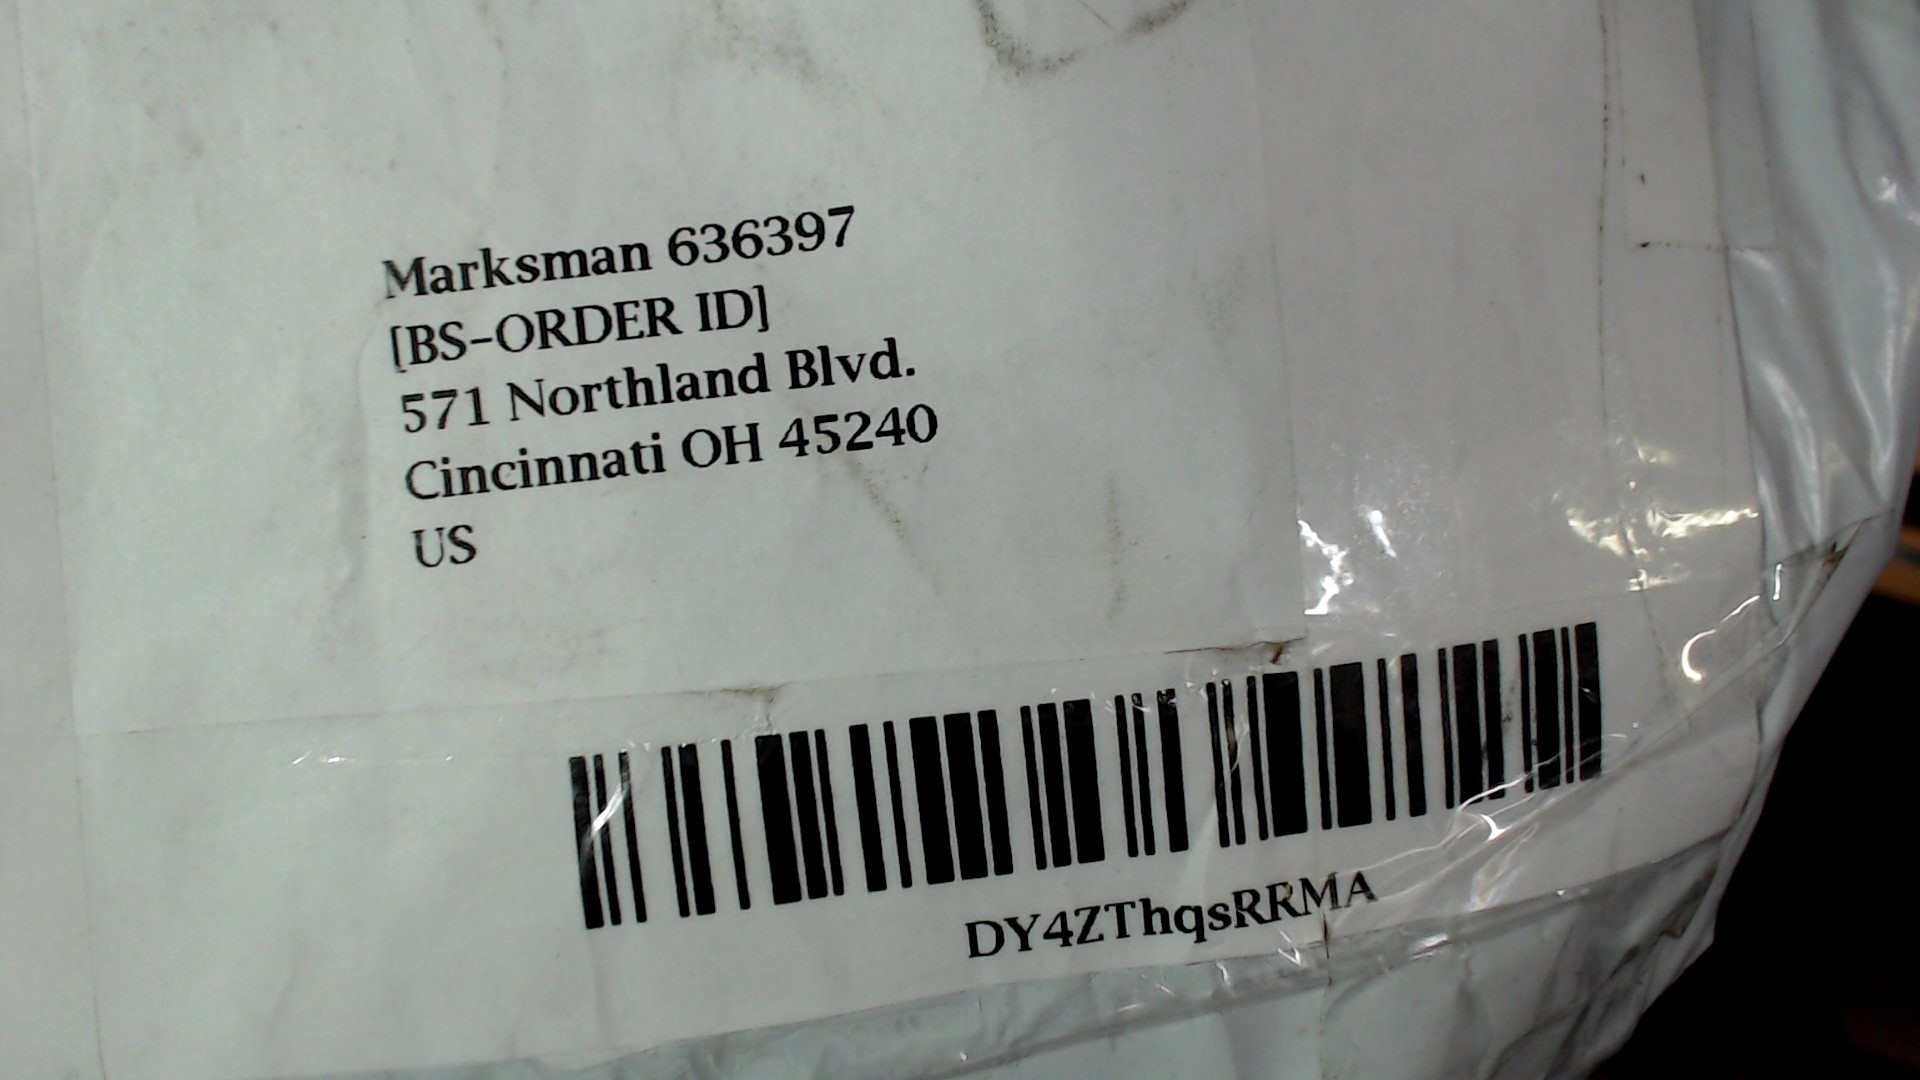 Marksman 636397
[BS-ORDER ID]
571 Northland Blvd.
Cincinnati OH 45240
US
DY4ZThqsRRMA